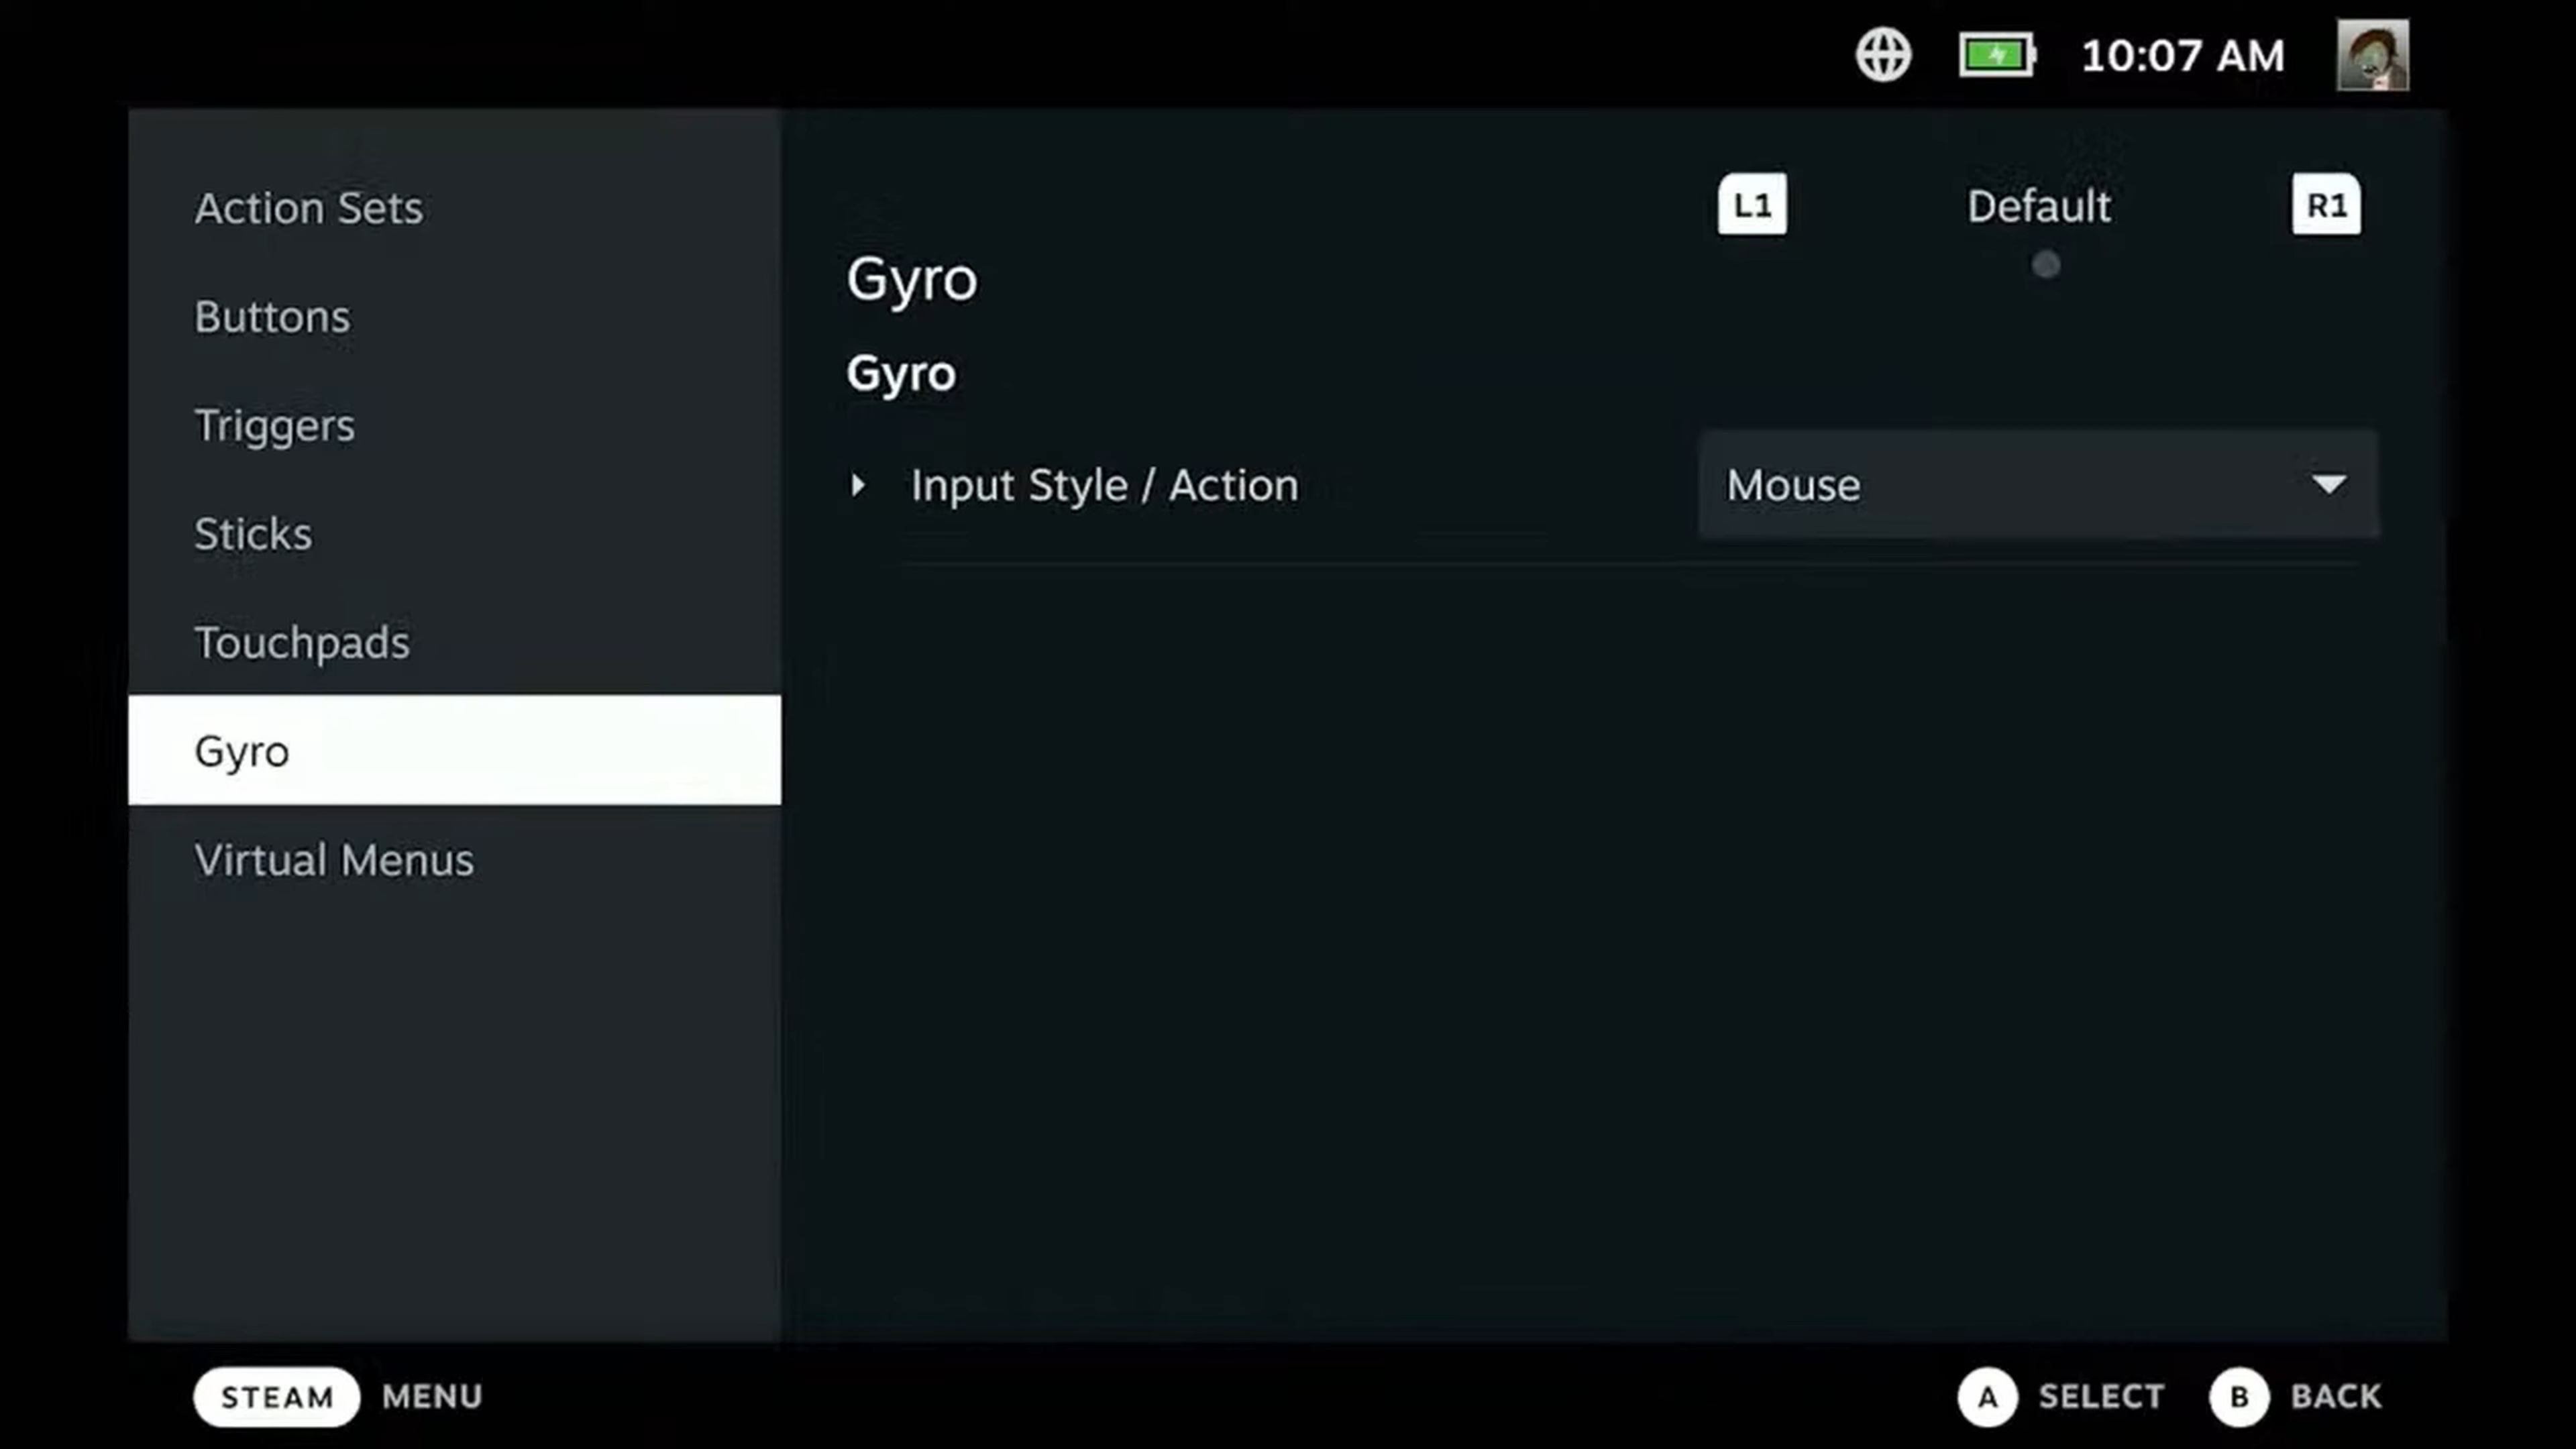 10:07 AM
Action Sets
Buttons
Triggers
Sticks
Touchpads
Gyro
Virtual Menus
L1 Default R1
Gyro
Gyro
Input Style / Action Mouse
STEAM MENU
A SELECT B BACK